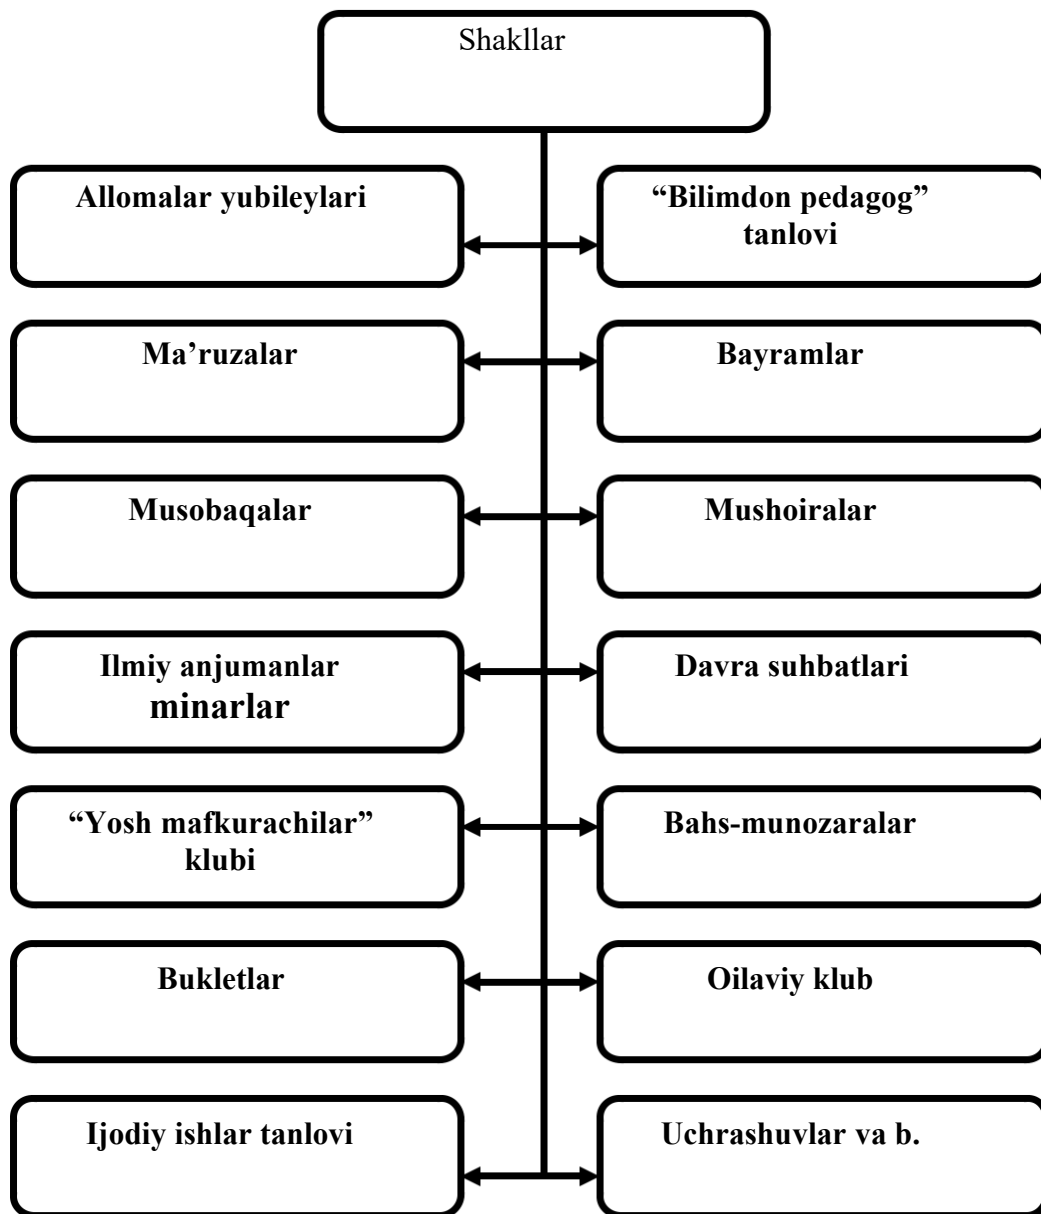 Shakllar
Allomalar yubileylari
“Bilimdon pedagog”
tanlovi
Ma’ruzalar
Bayramlar
Musobaqalar
Mushoiralar
Ilmiy anjumanlar
minarlar
Davra suhbatlari
“Yosh mafkurachilar”
klubi
Bahs-munozaralar
Bukletlar
Oilaviy klub
Ijodiy ishlar tanlovi
Uchrashuvlar va b.